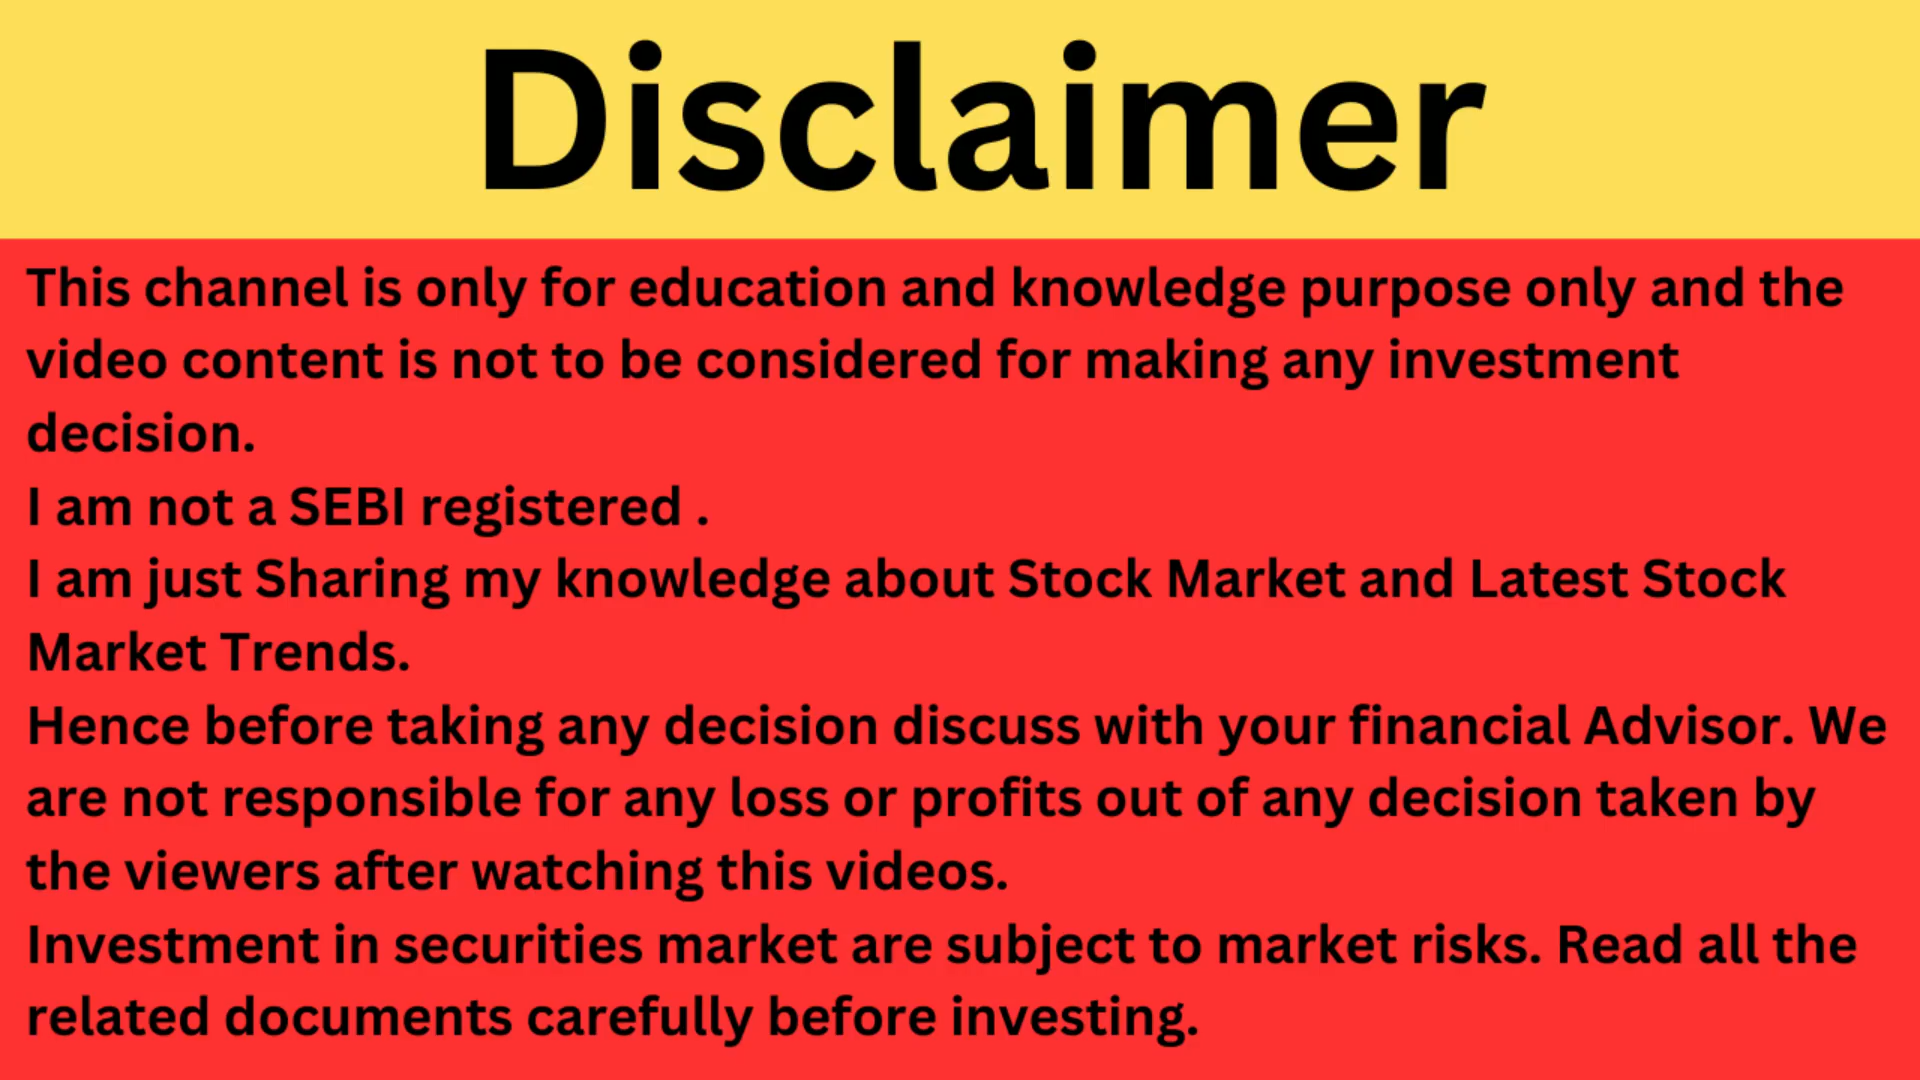 Disclaimer
This channel is only for education and knowledge purpose only and the
video content is not to be considered for making any investment
decision.
I am not a SEBI registered .
I am just Sharing my knowledge about Stock Market and Latest Stock
Market Trends.
Hence before taking any decision discuss with your financial Advisor. We
are not responsible for any loss or profits out of any decision taken by
the viewers after watching this videos.
Investment in securities market are subject to market risks. Read all the
related documents carefully before investing.